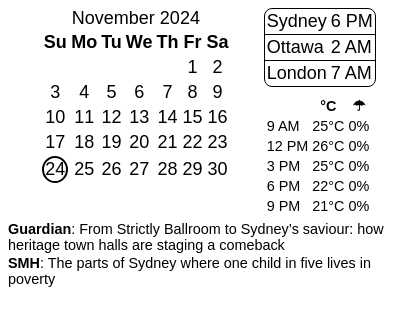 November 2024
Su Mo Tu We Th Fr Sa
1 2
3 4 5 6 7 8 9
10 11 12 13 14 15 16
17 18 19 20 21 22 23
24 25 26 27 28 29 30
Sydney 6 PM
Ottawa 2 AM
London 7 AM
°C ☂
9 AM 25°C 0%
12 PM 26°C 0%
3 PM 25°C 0%
6 PM 22°C 0%
9 PM 21°C 0%
Guardian: From Strictly Ballroom to Sydney’s saviour: how
heritage town halls are staging a comeback
SMH: The parts of Sydney where one child in five lives in
poverty